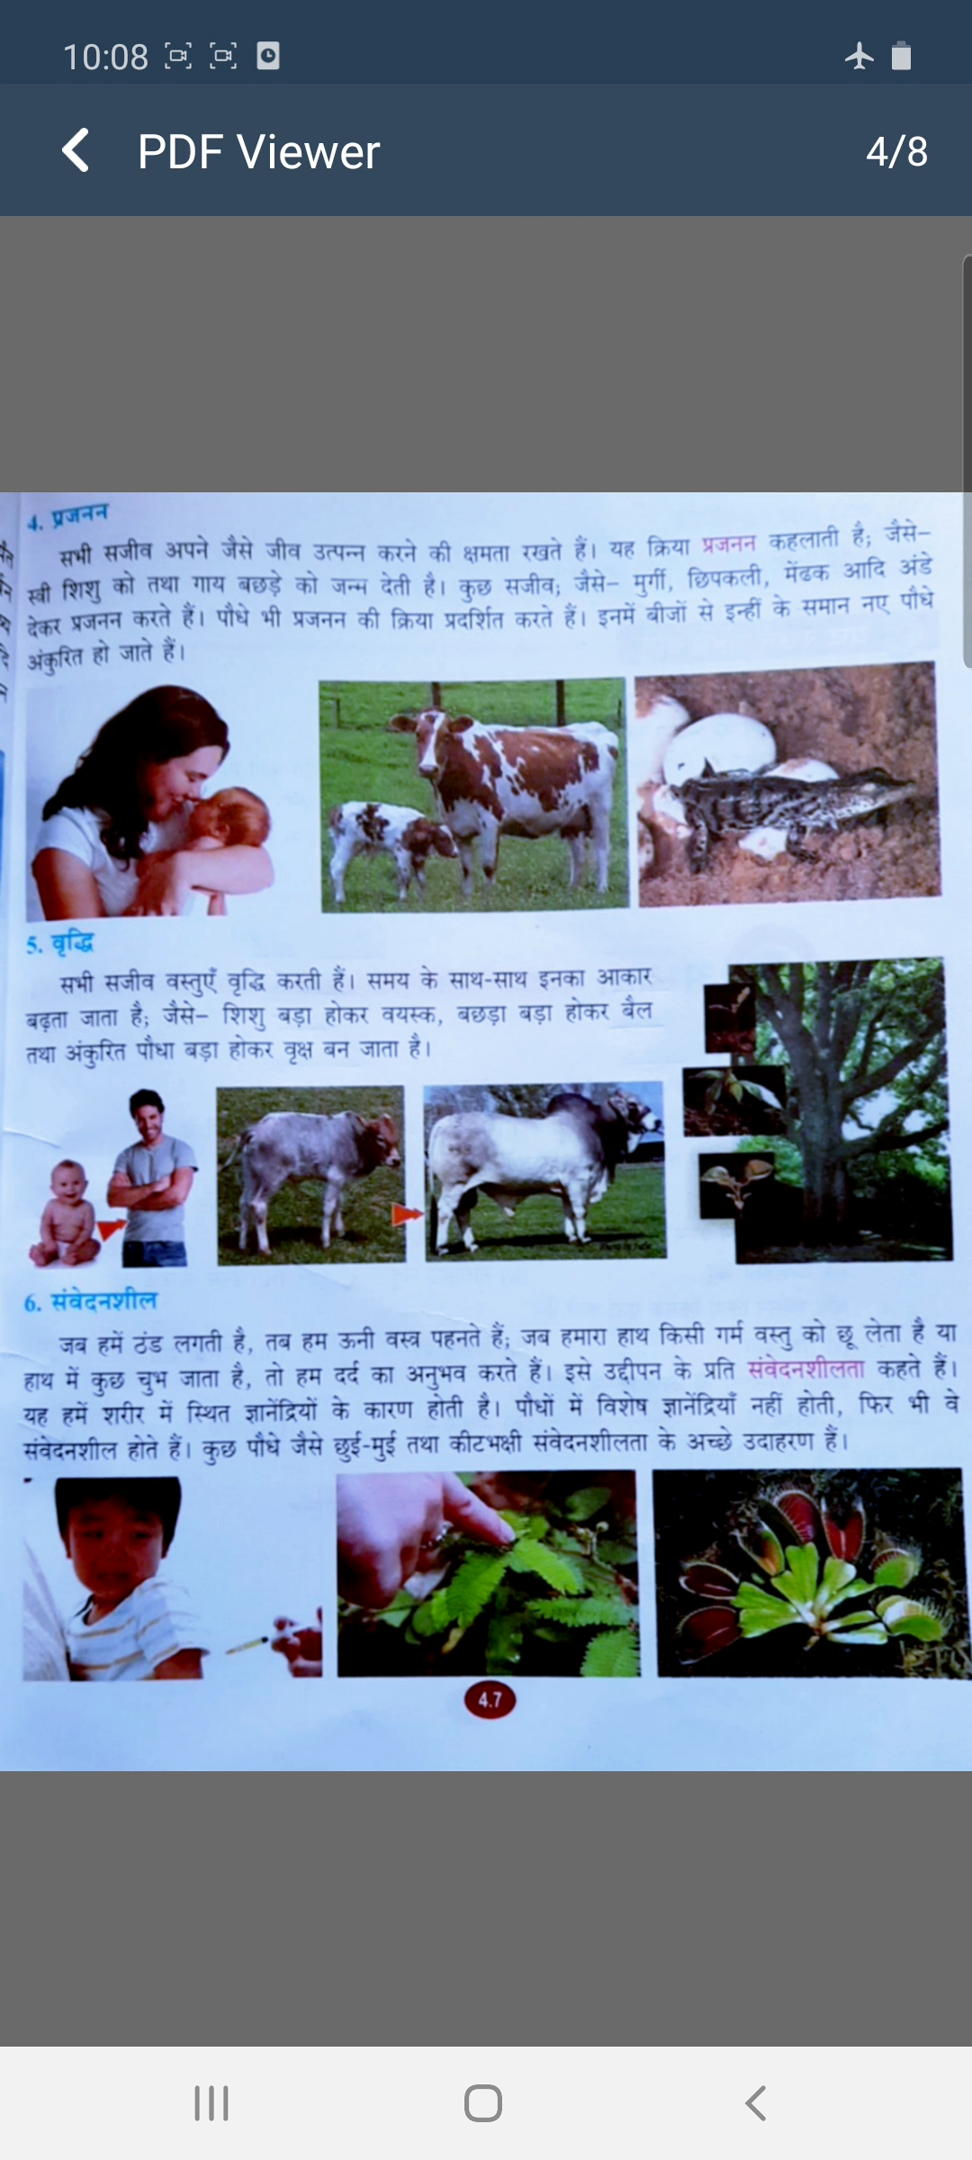 10:08
PDF Viewer
4/8
4. प्रजनन
सभी सजीव अपने जैसे जीव उत्पन्न करने की क्षमता रखते हैं। यह क्रिया प्रजनन कहलाती है; जैसे–
स्त्री शिशु को तथा गाय बछड़े को जन्म देती है। कुछ सजीव; जैसे– मुर्गी, छिपकली, मेंढक आदि अंडे
देकर प्रजनन करते हैं। पौधे भी प्रजनन की क्रिया प्रदर्शित करते हैं। इनमें बीजों से इन्हीं के समान नए पौधे
अंकुरित हो जाते हैं।
5. वृद्धि
सभी सजीव वस्तुएँ वृद्धि करती हैं। समय के साथ-साथ इनका आकार
बढ़ता जाता है; जैसे– शिशु बड़ा होकर वयस्क, बछड़ा बड़ा होकर बैल
तथा अंकुरित पौधा बड़ा होकर वृक्ष बन जाता है।
6. संवेदनशील
जब हमें ठंड लगती है, तब हम ऊनी वस्त्र पहनते हैं; जब हमारा हाथ किसी गर्म वस्तु को छू लेता है या
हाथ में कुछ चुभ जाता है, तो हम दर्द का अनुभव करते हैं। इसे उद्दीपन के प्रति संवेदनशीलता कहते हैं।
यह हमें शरीर में स्थित ज्ञानेंद्रियों के कारण होती है। पौधों में विशेष ज्ञानेंद्रियाँ नहीं होती, फिर भी वे
संवेदनशील होते हैं। कुछ पौधे जैसे छुई-मुई तथा कीटभक्षी संवेदनशीलता के अच्छे उदाहरण हैं।
4.7